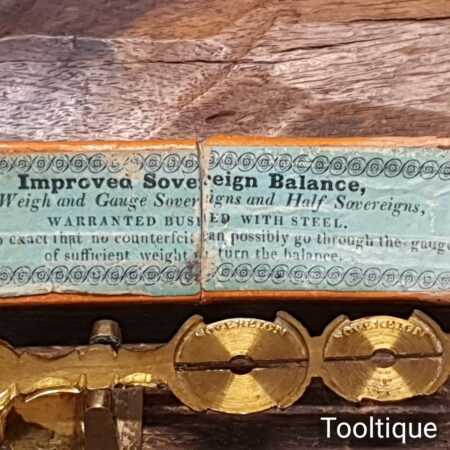 Improved Sovereign Balance,
Weigh and Gauge Sovereigns and Half Sovereigns,
WARRANTED BUSHED WITH STEEL.
exact that no counterfeit can possibly go through the gauge
of sufficient weight to turn the balance.
SOVEREIGN SOVEREIGN
Tooltique